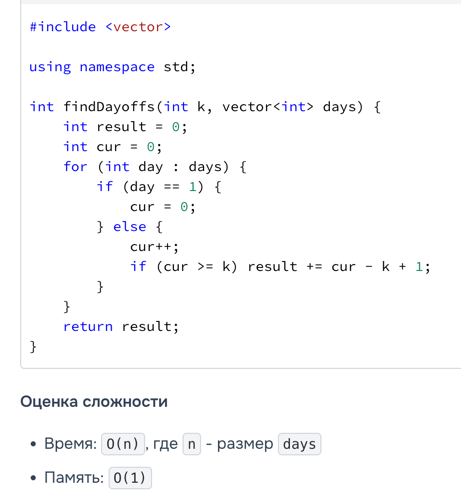 #include <vector>
using namespace std;
int findDayoffs(int k, vector<int> days) {
    int result = 0;
    int cur = 0;
    for (int day : days) {
        if (day == 1) {
            cur = 0;
        } else {
            cur++;
            if (cur >= k) result += cur - k + 1;
        }
    }
    return result;
}
Оценка сложности
• Время: O(n), где n - размер days
• Память: O(1)